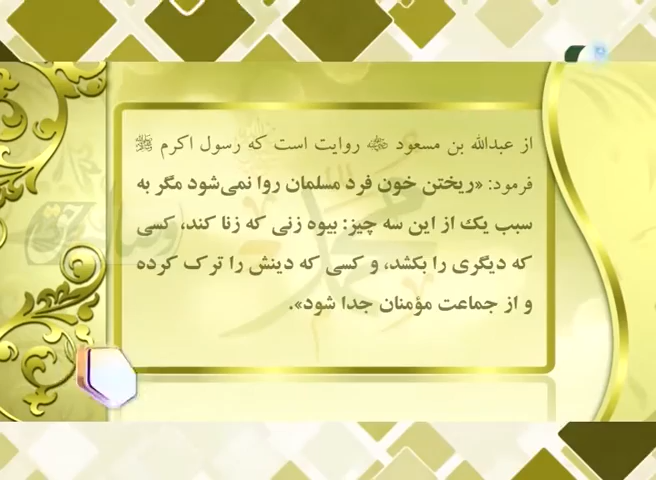 از عبدالله بن مسعود ﷺ روایت است که رسول اکرم ﷺ
فرمود: «ریختن خون فرد مسلمان روا نمی‌شود مگر به
سبب یک از این سه چیز: بیوه زنی که زنا کند، کسی
که دیگری را بکشد، و کسی که دینش را ترک کرده
و از جماعت مؤمنان جدا شود».